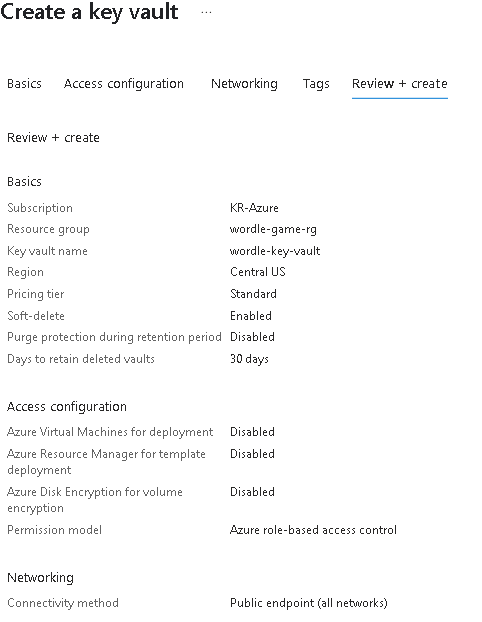 Create a key vault ...
Basics Access configuration Networking Tags Review + create
Review + create
Basics
Subscription KR-Azure
Resource group wordle-game-rg
Key vault name wordle-key-vault
Region Central US
Pricing tier Standard
Soft-delete Enabled
Purge protection during retention period Disabled
Days to retain deleted vaults 30 days
Access configuration
Azure Virtual Machines for deployment Disabled
Azure Resource Manager for template Disabled
deployment
Azure Disk Encryption for volume Disabled
encryption
Permission model Azure role-based access control
Networking
Connectivity method Public endpoint (all networks)